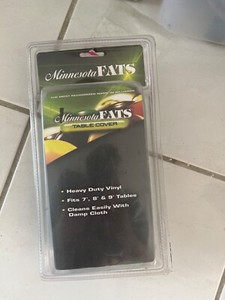 Minnesota FATS
Minnesota FATS
TABLE COVER
• Heavy Duty Vinyl
• Fits 7', 8' & 9' Tables
• Cleans Easily With
Damp Cloth